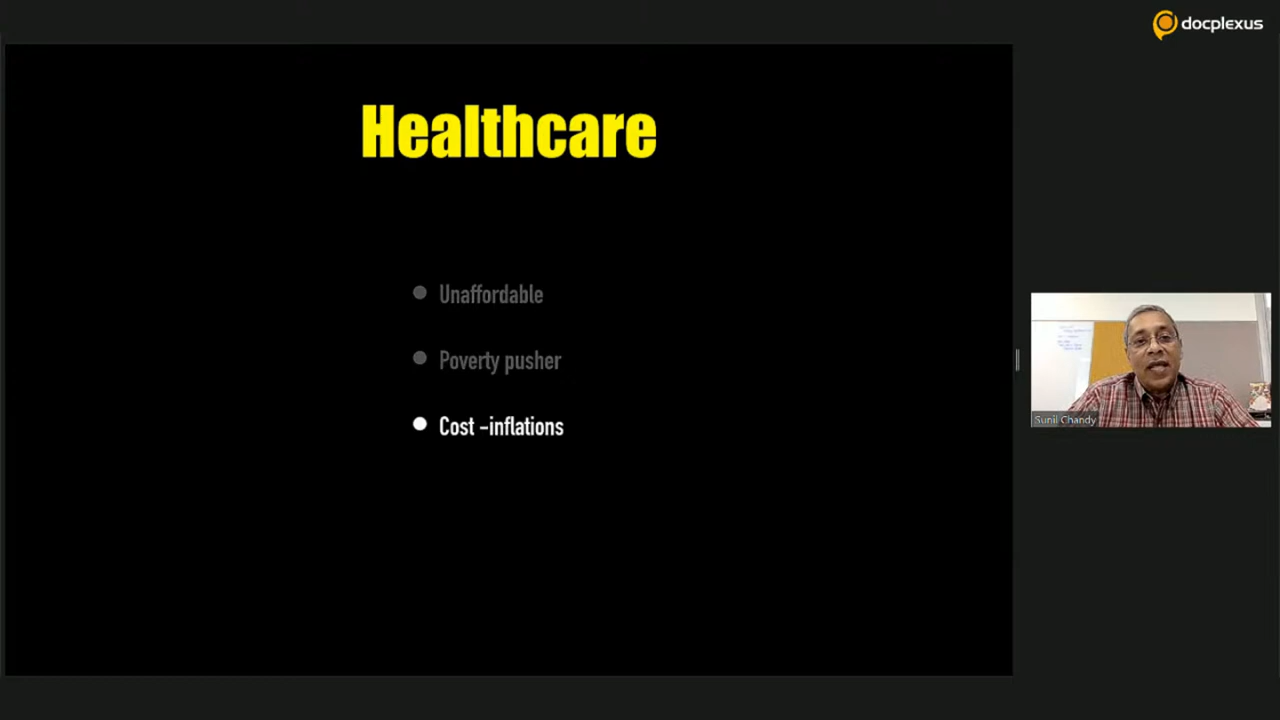 docplexus
Healthcare
Unaffordable
Poverty pusher
Cost -inflations
Sunil Chandy